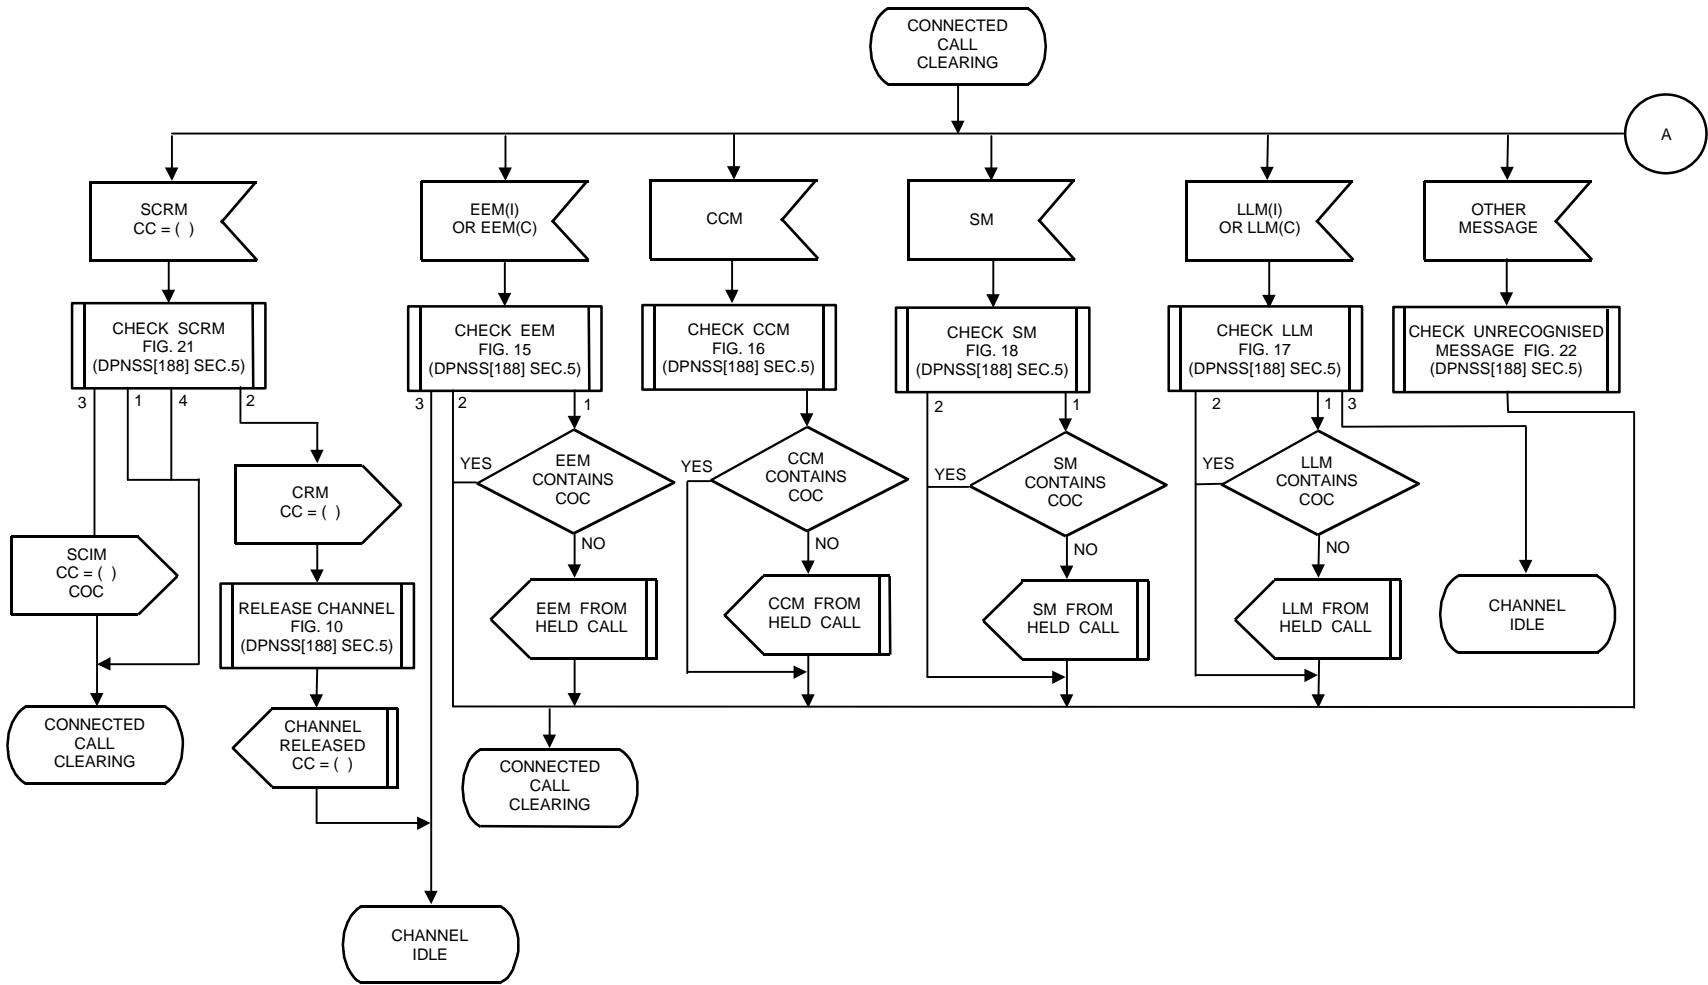 CONNECTED
CALL
CLEARING
A
SCRM
CC = ( )
EEM(I)
OR EEM(C)
CCM
SM
LLM(I)
OR LLM(C)
OTHER
MESSAGE
CHECK SCRM
FIG. 21
(DPNSS[188] SEC.5)
CHECK EEM
FIG. 15
(DPNSS[188] SEC.5)
CHECK CCM
FIG. 16
(DPNSS[188] SEC.5)
CHECK SM
FIG. 18
(DPNSS[188] SEC.5)
CHECK LLM
FIG. 17
(DPNSS[188] SEC.5)
CHECK UNRECOGNISED
MESSAGE FIG. 22
(DPNSS[188] SEC.5)
3
1
4
2
3
2
1
2
1
2
1
3
YES
EEM
CONTAINS
COC
NO
YES
CCM
CONTAINS
COC
NO
YES
SM
CONTAINS
COC
NO
YES
LLM
CONTAINS
COC
NO
CRM
CC = ( )
SCIM
CC = ( )
COC
RELEASE CHANNEL
FIG. 10
(DPNSS[188] SEC.5)
EEM FROM
HELD CALL
CCM FROM
HELD CALL
SM FROM
HELD CALL
LLM FROM
HELD CALL
CHANNEL
IDLE
CONNECTED
CALL
CLEARING
CHANNEL
RELEASED
CC = ( )
CONNECTED
CALL
CLEARING
CHANNEL
IDLE